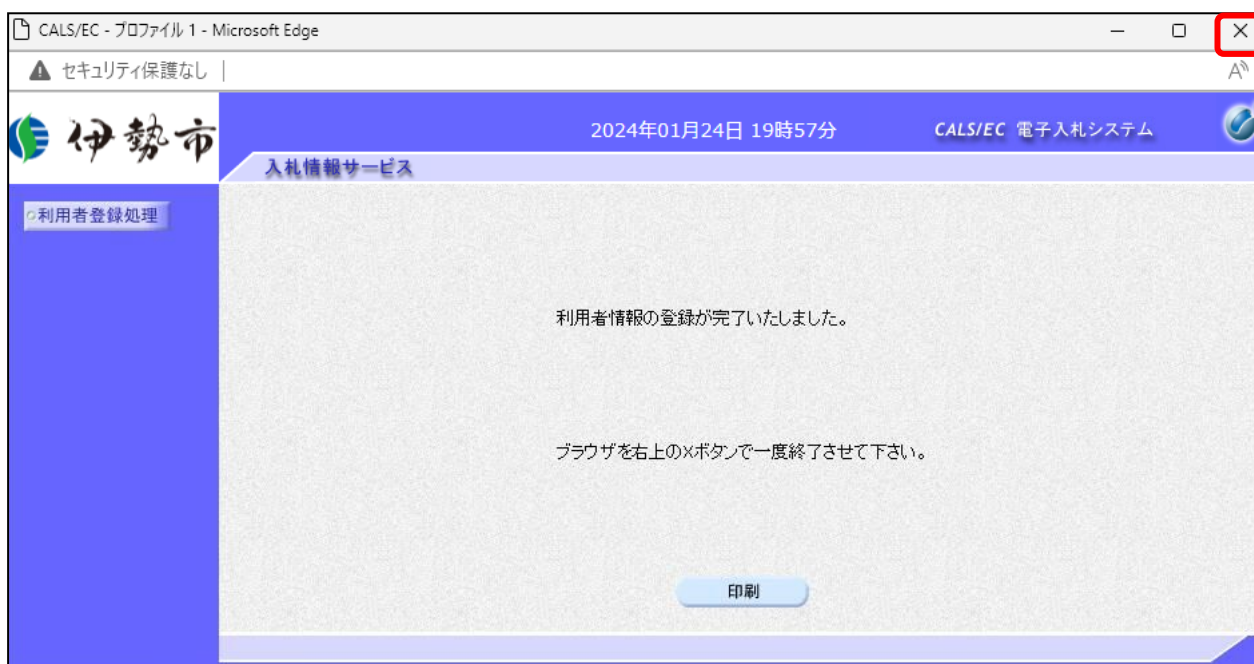 CALS/EC - プロファイル 1 - Microsoft Edge
セキュリティ保護なし
A
伊勢市
2024年01月24日 19時57分
CALS/EC 電子入札システム
入札情報サービス
利用者登録処理
利用者情報の登録が完了いたしました。
ブラウザを右上の×ボタンで一度終了させて下さい。
印刷